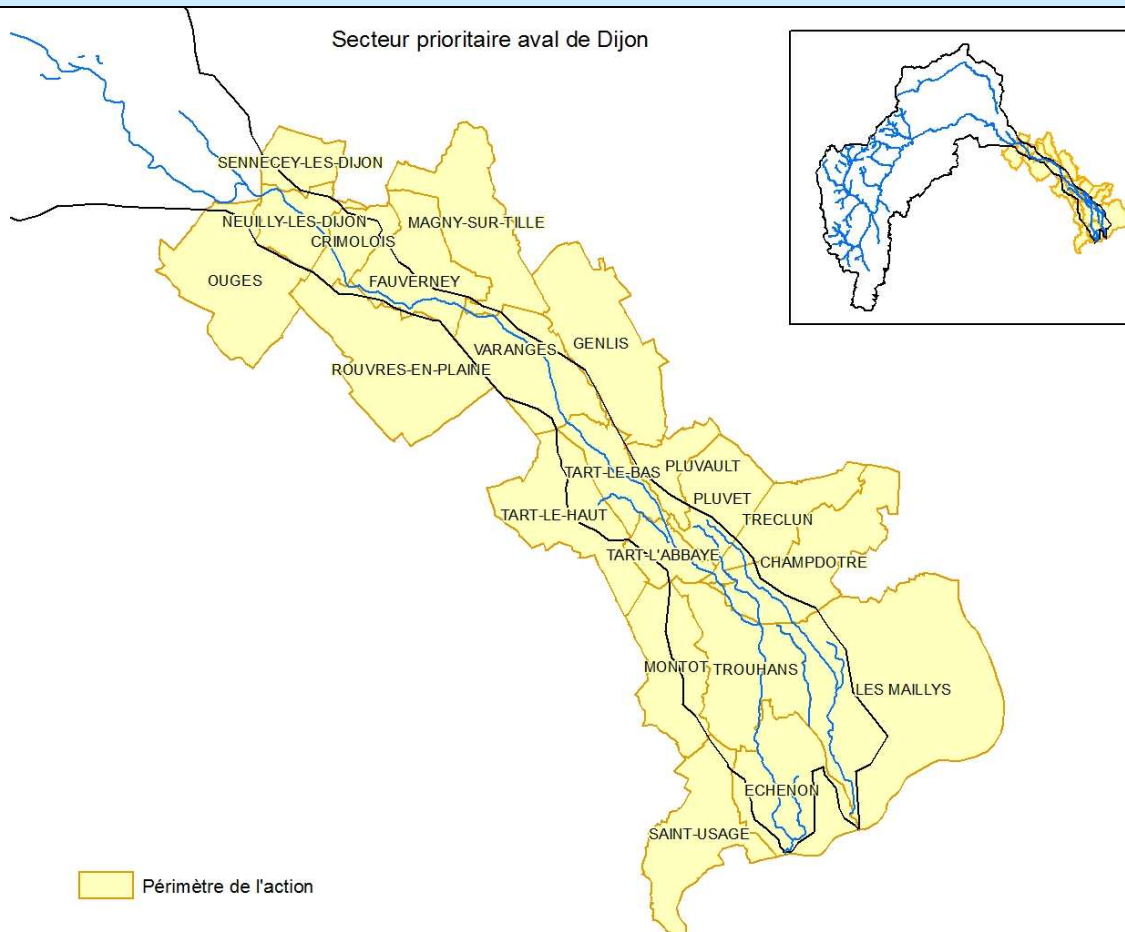 Secteur prioritaire aval de Dijon
SENNECEY-LES-DIJON
NEUILLY-LES-DIJON
MAGNY-SUR-TILLE
CRIMOLOIS
OUGES
FAUVERNEY
GENLIS
VARANGES
ROUVRES-EN-PLAINE
PLUVAULT
TART-LE-BAS
PLUVET
TART-LE-HAUT
TRECLUN
TART-L'ABBAYE
CHAMPDOTRE
MONTOT
TROUHANS
LES MAILLYS
ECHENON
SAINT-USAGE
Périmètre de l'action